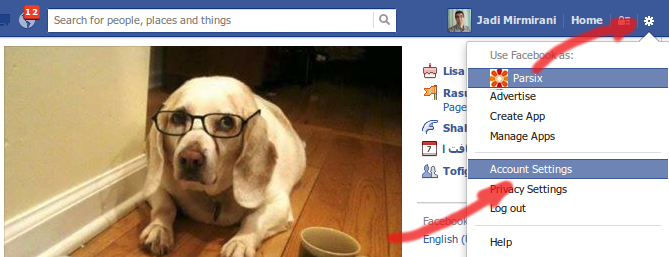 12
Search for people, places and things
Jadi Mirmirani
Home
Use Facebook as:
Parsix
Advertise
Create App
Manage Apps
Account Settings
Privacy Settings
Log out
Help
Lisa
Rasu
Page
Shal
7
افت ا
Tofig
Facebook
English (U